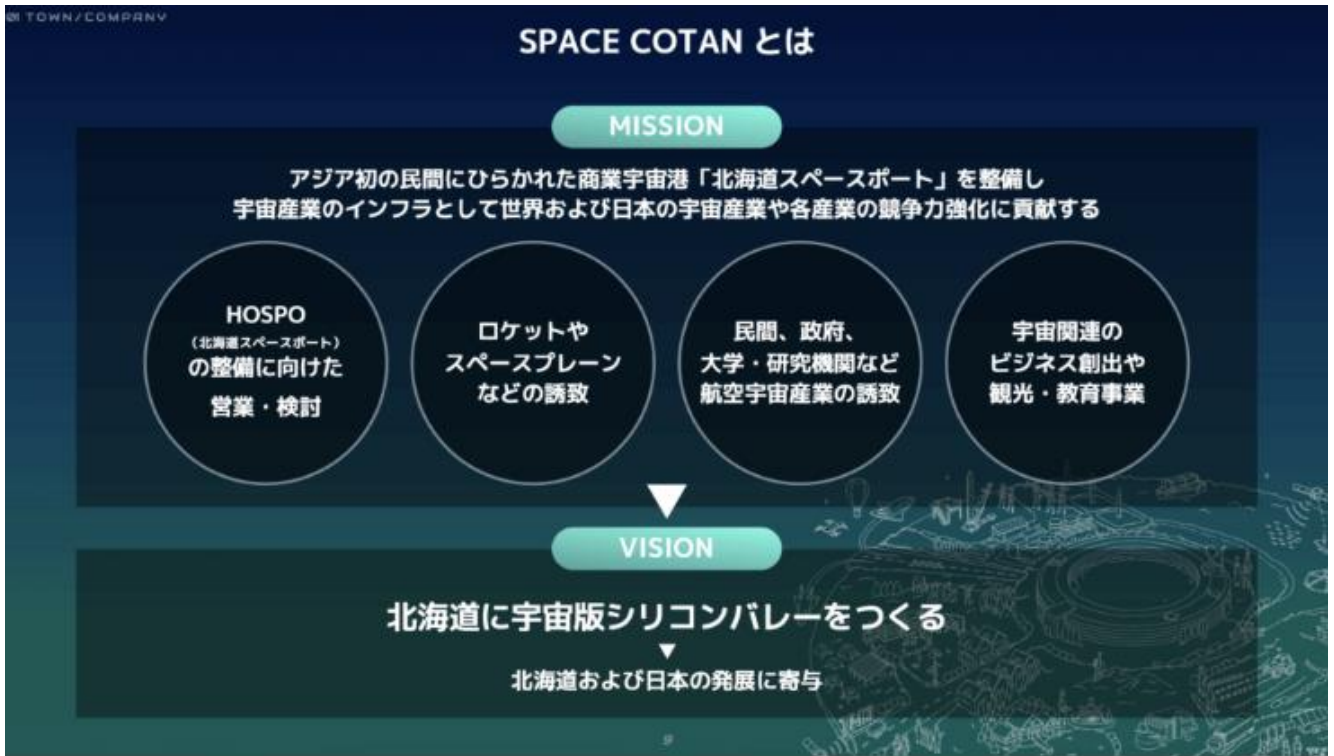 TOWN/COMPANY
SPACE COTAN とは
MISSION
アジア初の民間にひらかれた商業宇宙港「北海道スペースポート」を整備し
宇宙産業のインフラとして世界および日本の宇宙産業や各産業の競争力強化に貢献する
HOSPO
（北海道スペースポート）
の整備に向けた
営業・検討
ロケットや
スペースプレーン
などの誘致
民間、政府、
大学・研究機関など
航空宇宙産業の誘致
宇宙関連の
ビジネス創出や
観光・教育事業
VISION
北海道に宇宙版シリコンバレーをつくる
北海道および日本の発展に寄与